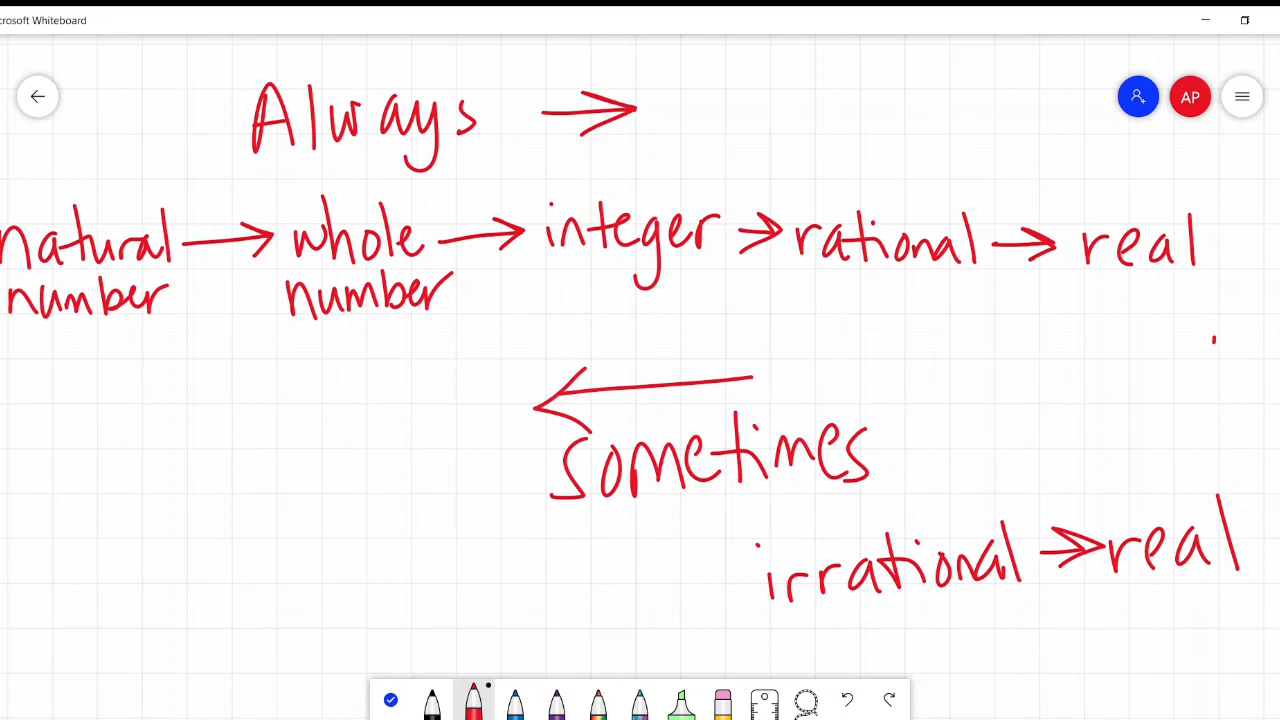 crosoft Whiteboard
AP
Always →
natural number → whole number → integer → rational → real
←
sometimes
irrational → real